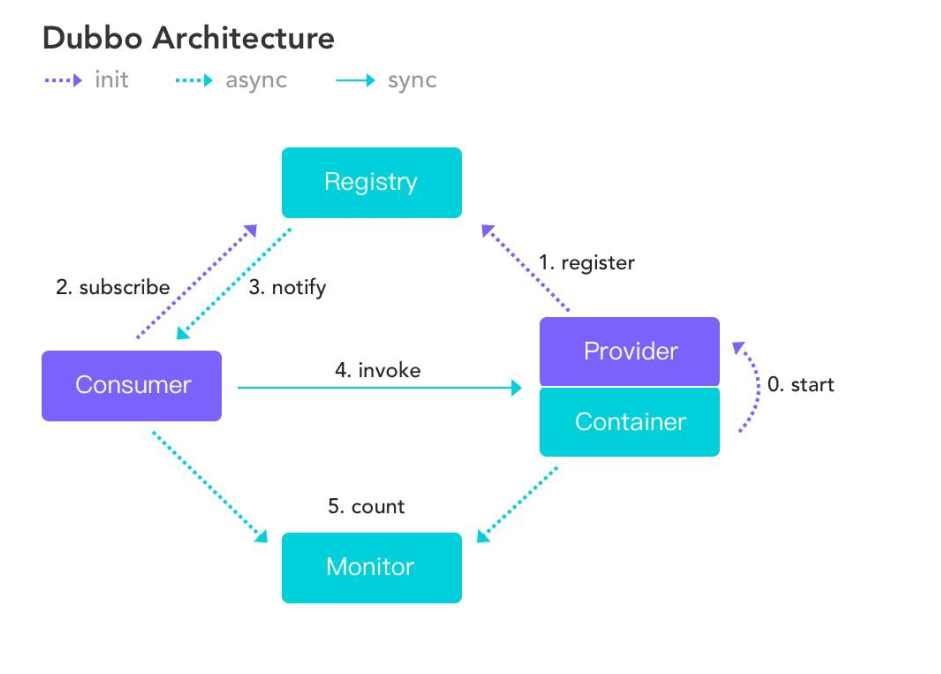 Dubbo Architecture
init async sync
Registry
1. register
2. subscribe
3. notify
Provider
4. invoke
Consumer
0. start
Container
5. count
Monitor